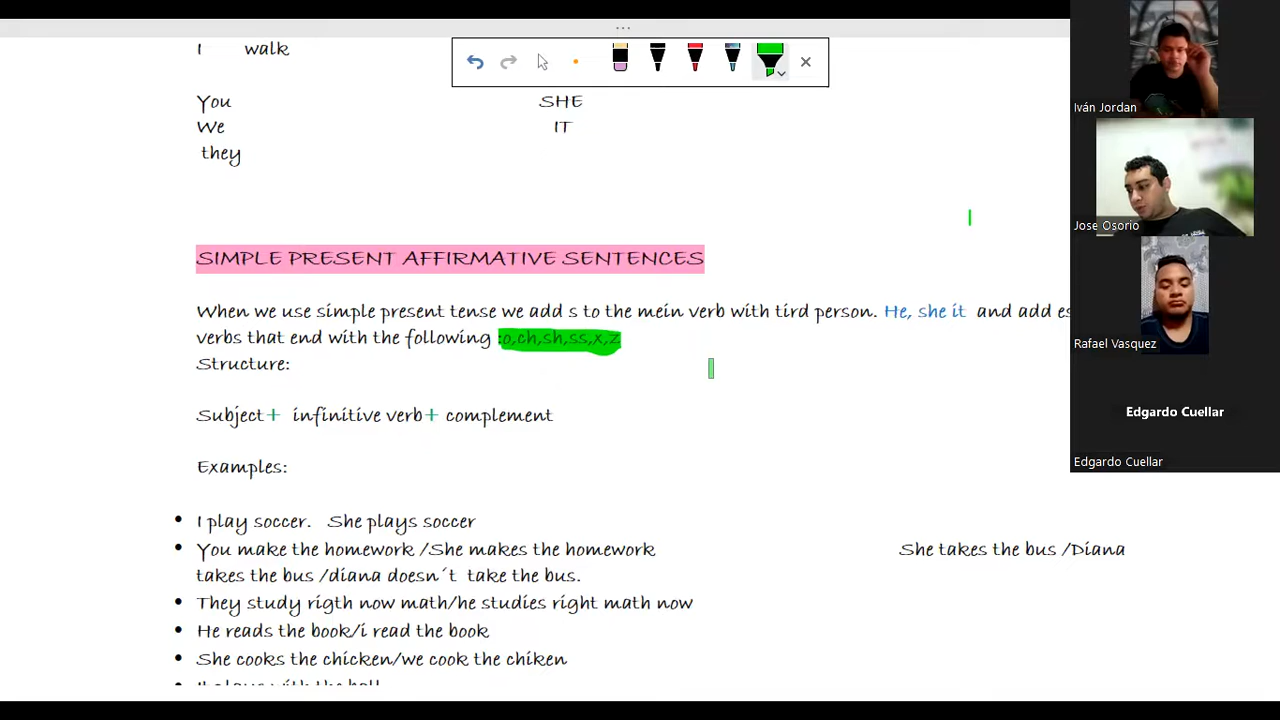 I walk
You SHE
We IT
they
SIMPLE PRESENT AFFIRMATIVE SENTENCES
When we use simple present tense we add s to the mein verb with tird person. He, she it and add es
verbs that end with the following :o,ch,sh,ss,x,z
Structure:
Subject+ infinitive verb+ complement
Examples:
• I play soccer. She plays soccer
• You make the homework /She makes the homework She takes the bus /Diana
takes the bus /diana doesn´t take the bus.
• They study rigth now math/he studies right math now
• He reads the book/i read the book
• She cooks the chicken/we cook the chiken
Iván Jordan
Jose Osorio
Rafael Vasquez
Edgardo Cuellar
Edgardo Cuellar